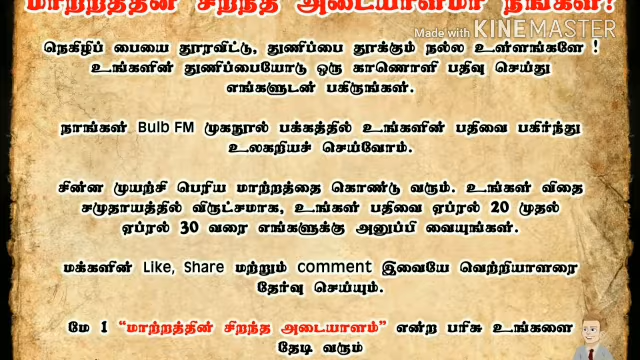 மாற்றத்தின் சிறந்த அடையாளமா நீங்கள்?
Made with KINEMASTER
நெகிழிப் பையை தூரவிட்டு, துணிப்பை தூக்கும் நல்ல உள்ளங்களே !
உங்களின் துணிப்பையோடு ஒரு காணொளி பதிவு செய்து
எங்களுடன் பகிருங்கள்.
நாங்கள் Bulb FM முகநூல் பக்கத்தில் உங்களின் பதிவை பகிர்ந்து
உலகறியச் செய்வோம்.
சின்ன முயற்சி பெரிய மாற்றத்தை கொண்டு வரும். உங்கள் விதை
சமுதாயத்தில் விருட்சமாக, உங்கள் பதிவை ஏப்ரல் 20 முதல்
ஏப்ரல் 30 வரை எங்களுக்கு அனுப்பி வையுங்கள்.
மக்களின் Like, Share மற்றும் comment இவையே வெற்றியாளரை
தேர்வு செய்யும்.
மே 1 “மாற்றத்தின் சிறந்த அடையாளம்” என்ற பரிசு உங்களை
தேடி வரும்